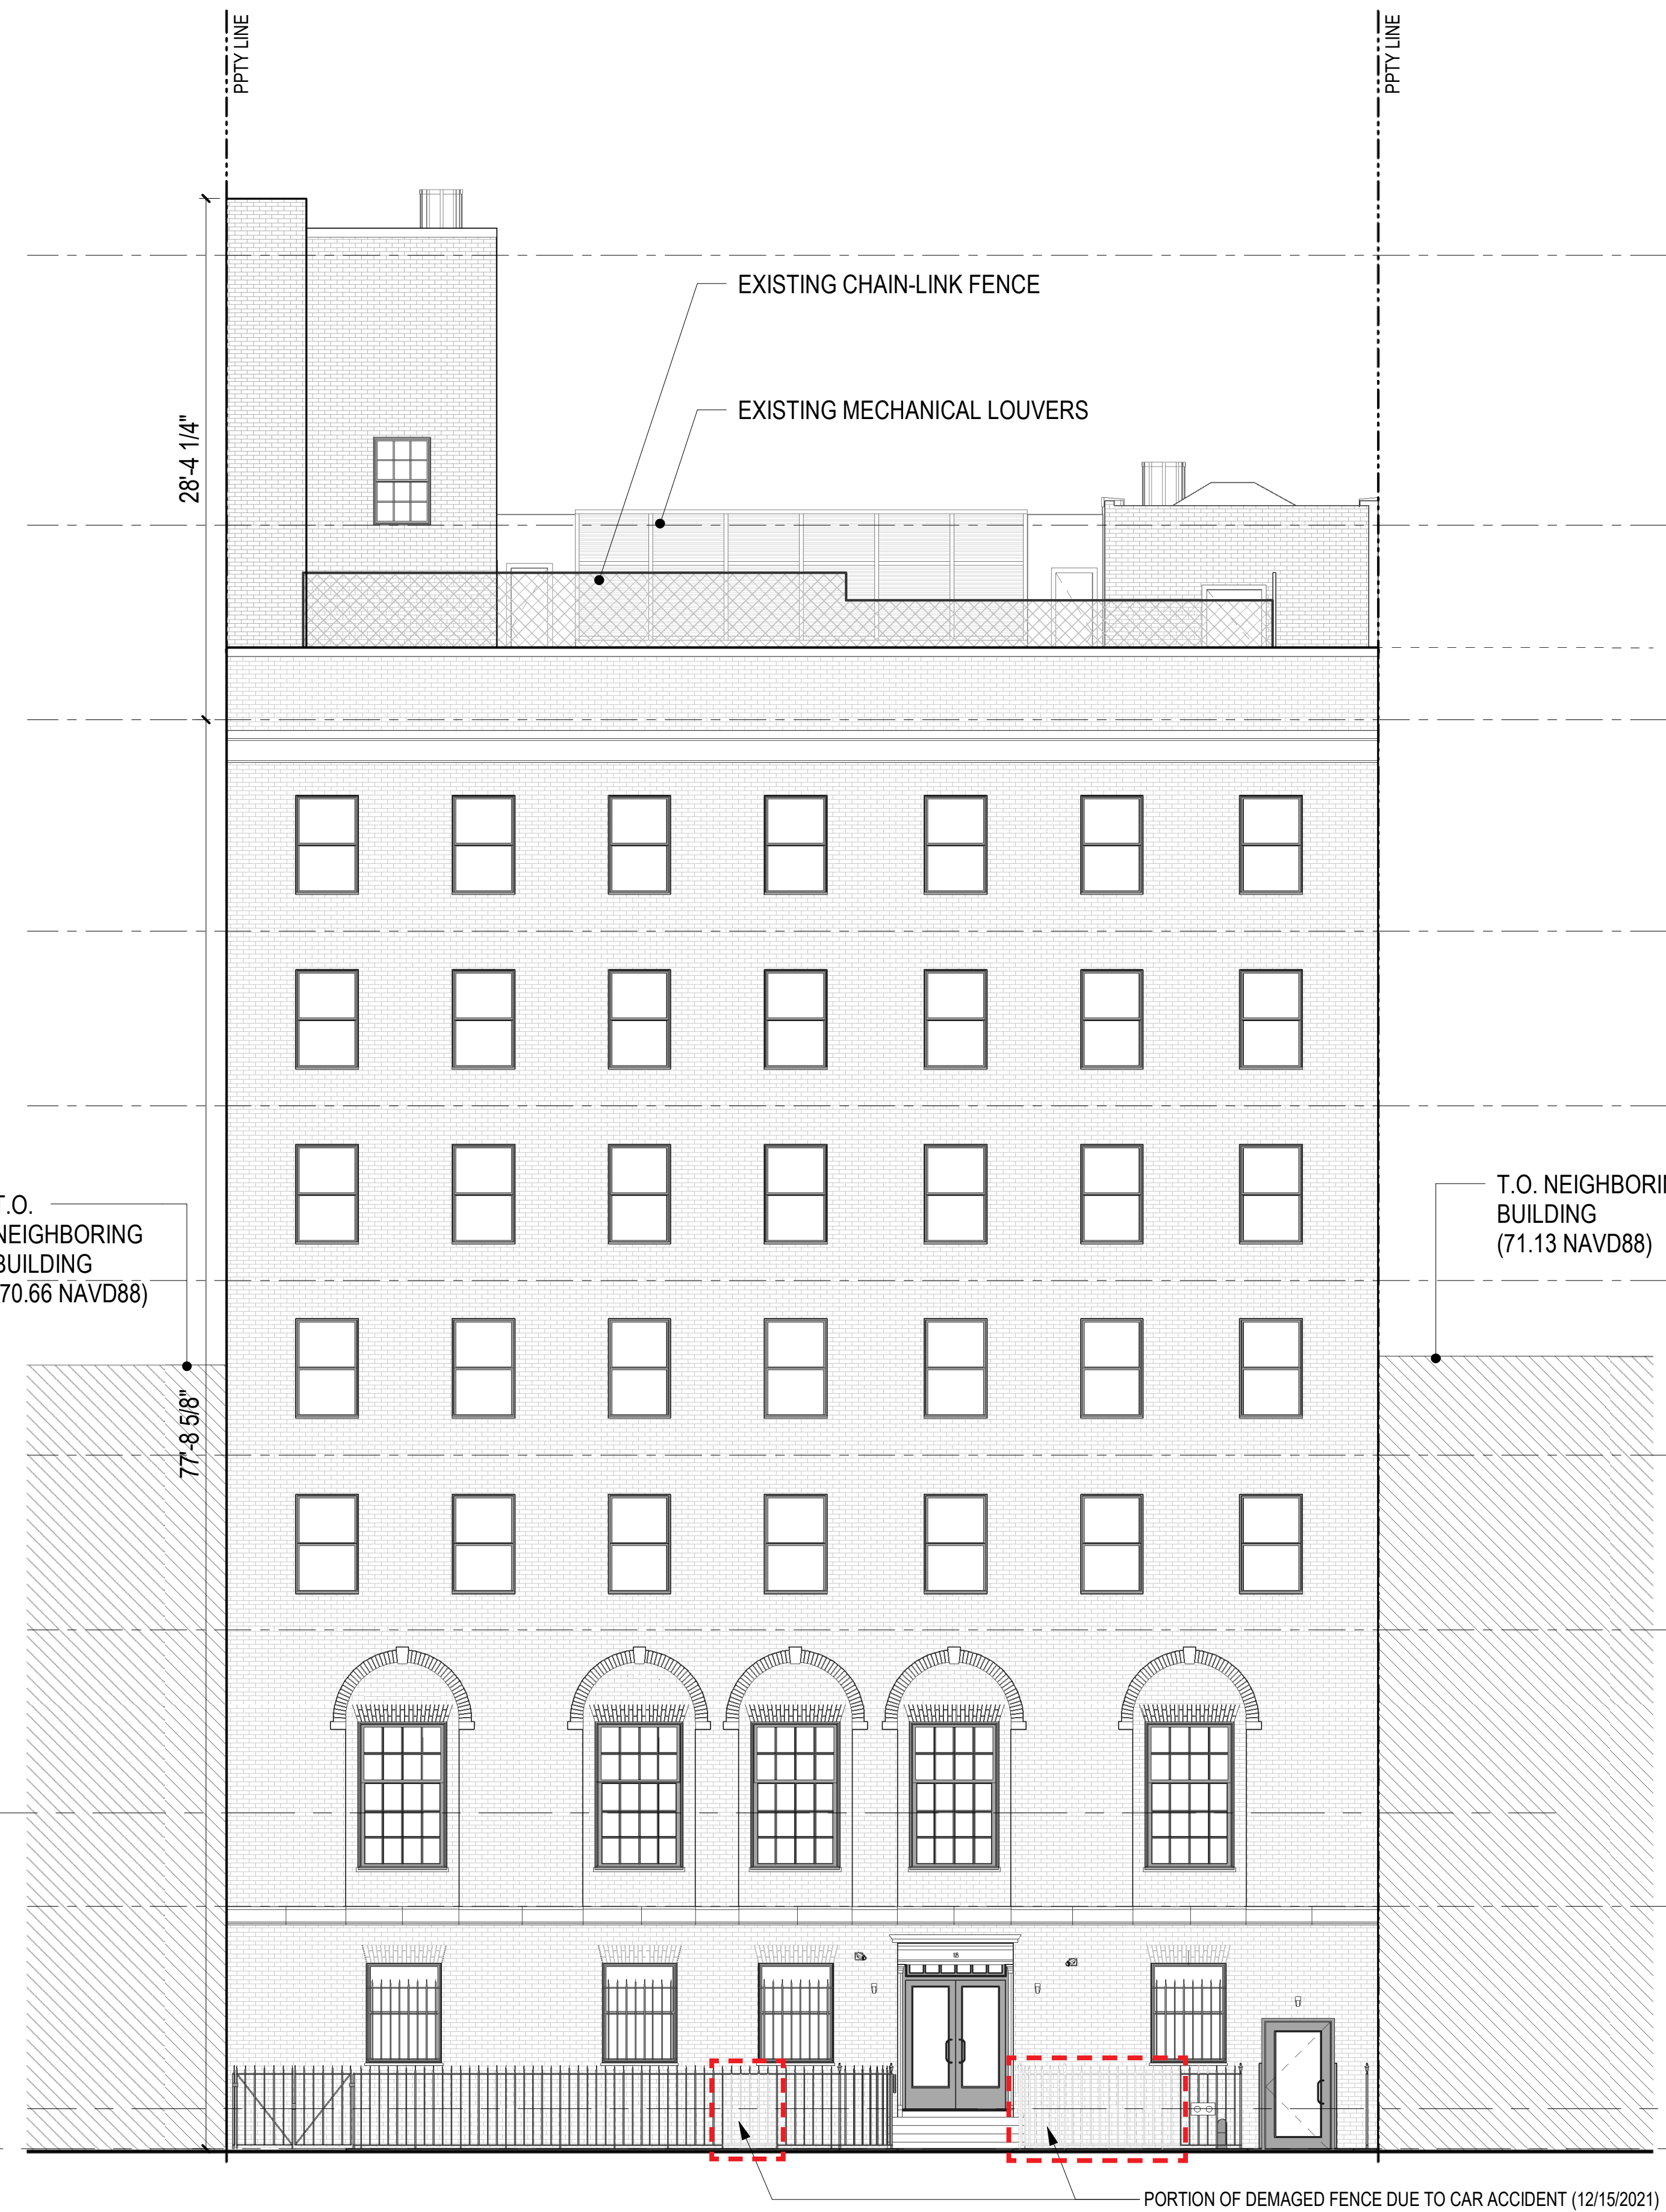 PPTY LINE
PPTY LINE
EXISTING CHAIN-LINK FENCE
EXISTING MECHANICAL LOUVERS
28'-4 1/4"
T.O.
NEIGHBORING
BUILDING
70.66 NAVD88)
T.O. NEIGHBORI
BUILDING
(71.13 NAVD88)
77'-8 5/8"
18
PORTION OF DAMAGED FENCE DUE TO CAR ACCIDENT (12/15/2021)